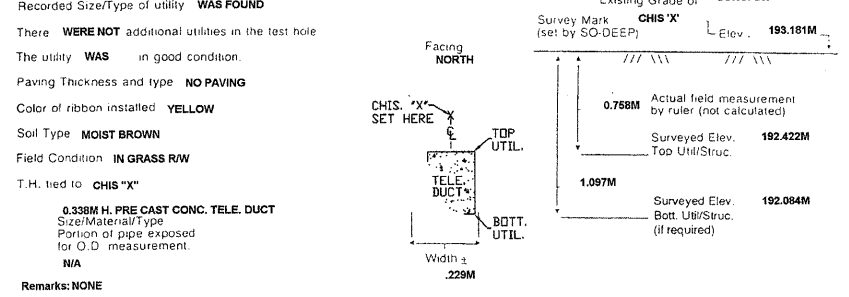 Recorded Size/Type of utility WAS FOUND
There WERE NOT additional utilities in the test hole
The utility WAS in good condition.
Paving Thickness and type NO PAVING
Color of ribbon installed YELLOW
Soil Type MOIST BROWN
Field Condition IN GRASS R/W
T.H. tied to CHIS "X"
0.338M H. PRE CAST CONC. TELE. DUCT
Size/Material/Type
Portion of pipe exposed
for O.D measurement.
N/A
Remarks: NONE
Facing
NORTH
CHIS. "X"
SET HERE
X
TOP
UTIL.
TELE.
DUCT
BOTT.
UTIL.
Width ±
.229M
Existing Grade of
Survey Mark CHIS 'X'
(set by SO-DEEP)
Elev. 193.181M
0.758M Actual field measurement
by ruler (not calculated)
Surveyed Elev. 192.422M
Top Util/Struc.
1.097M
Surveyed Elev. 192.084M
Bott. Util/Struc.
(if required)